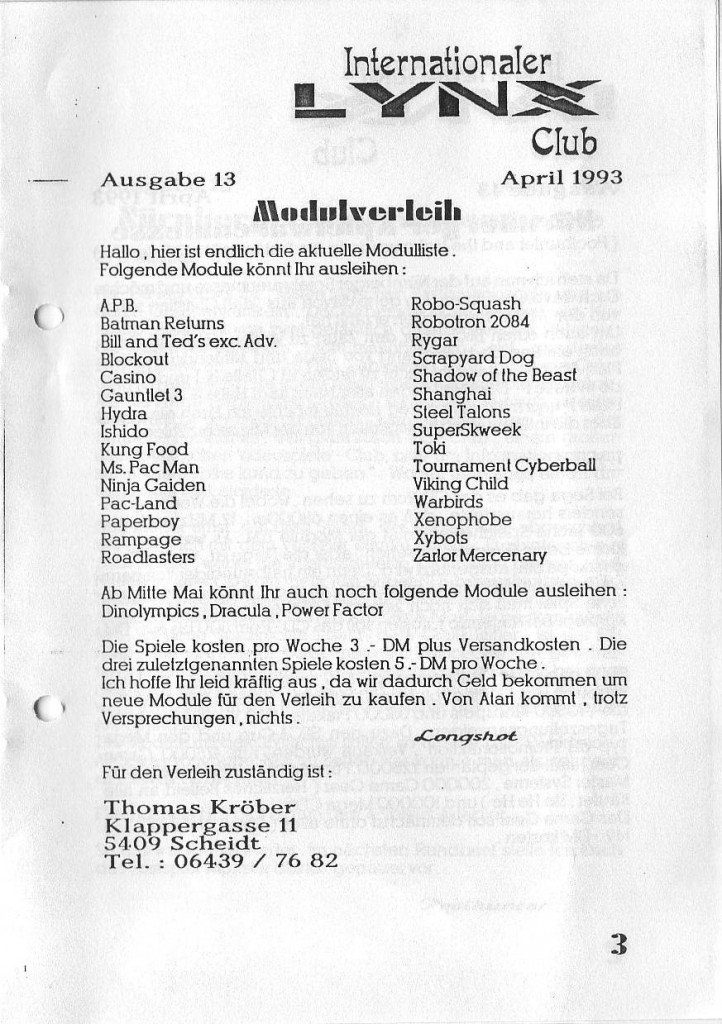 Internationaler
LYNX
Club
Ausgabe 13
April 1993
Modulverleih
Hallo , hier ist endlich die aktuelle Modulliste .
Folgende Module könnt Ihr ausleihen :
A.P.B.
Batman Returns
Bill and Ted's exc. Adv.
Blockout
Casino
Gauntlet 3
Hydra
Ishido
Kung Food
Ms. Pac Man
Ninja Gaiden
Pac-Land
Paperboy
Rampage
Roadlasters
Robo-Squash
Robotron 2084
Rygar
Scrapyard Dog
Shadow of the Beast
Shanghai
Steel Talons
SuperSkweek
Toki
Tournament Cyberball
Viking Child
Warbirds
Xenophobe
Xybots
Zarlor Mercenary
Ab Mitte Mai könnt Ihr auch noch folgende Module ausleihen :
Dinolympics , Dracula , Power Factor
Die Spiele kosten pro Woche 3 .- DM plus Versandkosten . Die
drei zuletztgenannten Spiele kosten 5 .- DM pro Woche .
Ich hoffe Ihr leid kräftig aus , da wir dadurch Geld bekommen um
neue Module für den Verleih zu kaufen . Von Atari kommt , trotz
Versprechungen , nichts .
Longshot
Für den Verleih zuständig ist :
Thomas Kröber
Klappergasse 11
5409 Scheidt
Tel. : 06439 / 76 82
3